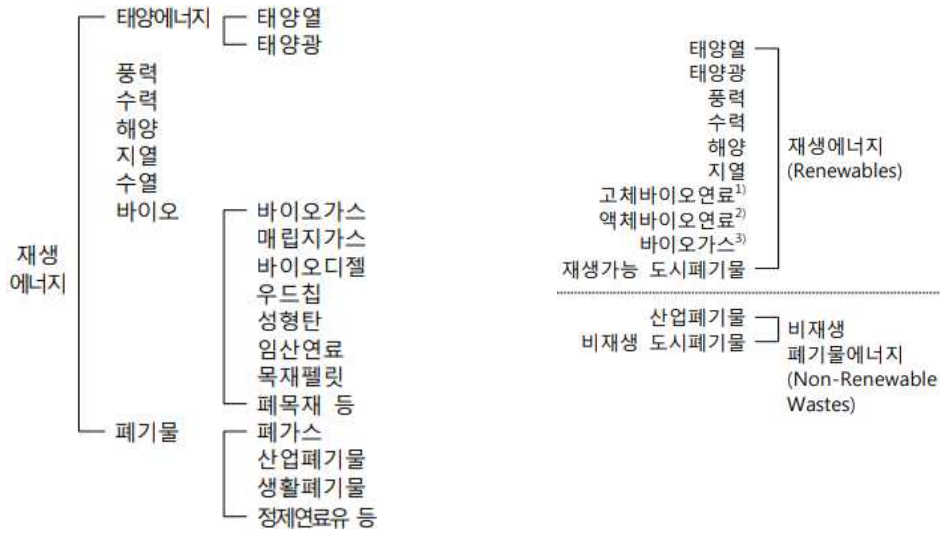 태양에너지 태양열
태양광
풍력
수력
해양
지열
수열
바이오 바이오가스
매립지가스
바이오디젤
우드칩
성형탄
임산연료
목재펠릿
폐목재 등
재생
에너지
폐기물 폐가스
산업폐기물
생활폐기물
정제연료유 등
태양열
태양광
풍력
수력
해양
지열
고체바이오연료1)
액체바이오연료2)
바이오가스3)
재생가능 도시폐기물
재생에너지
(Renewables)
산업폐기물
비재생 도시폐기물
비재생
폐기물에너지
(Non-Renewable
Wastes)